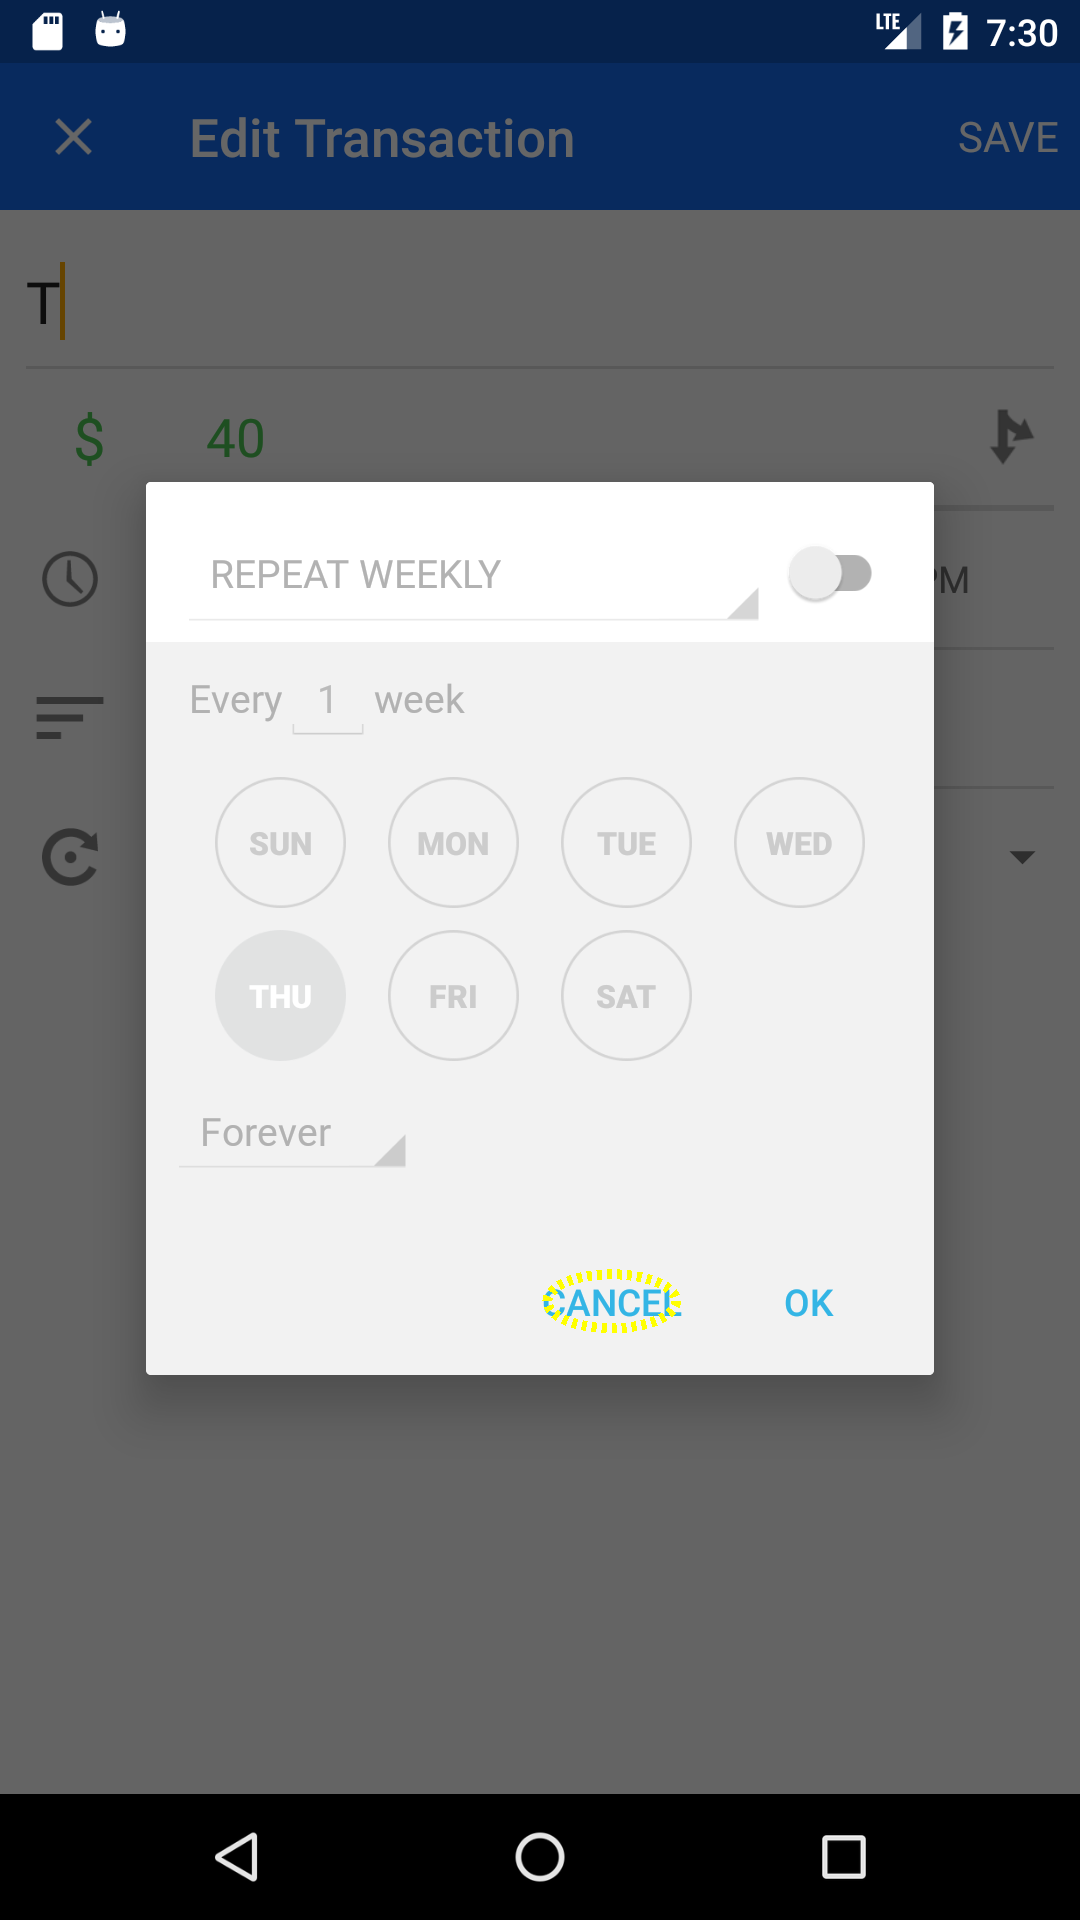 LTE 7:30
Edit Transaction SAVE
T
$ 40
REPEAT WEEKLY
PM
Every 1 week
SUN MON TUE WED
THU FRI SAT
Forever
CANCEL OK